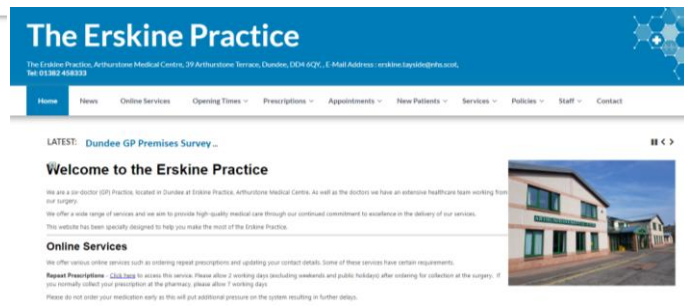 The Erskine Practice
The Erskine Practice, Arthurstone Medical Centre, 39 Arthurstone Terrace, Dundee, DD4 6QY, , E-Mail Address : erskine.tayside@nhs.scot,
Tel: 01382 458333
Home News Online Services Opening Times Prescriptions Appointments New Patients Services Policies Staff Contact
LATEST: Dundee GP Premises Survey ...
Welcome to the Erskine Practice
We are a six-doctor (GP) Practice, located in Dundee at Erskine Practice, Arthurstone Medical Centre. As well as the doctors we have an extensive healthcare team working from
our surgery.
We offer a wide range of services and we aim to provide high-quality medical care through our continued commitment to excellence in the delivery of our services.
This website has been specially designed to help you make the most of the Erskine Practice.
Online Services
We offer various online services such as ordering repeat prescriptions and updating your contact details. Some of these services have certain requirements.
Repeat Prescriptions - Click here to access this service. Please allow 2 working days (excluding weekends and public holidays) after ordering for collection at the surgery. If
you normally collect your prescription at the pharmacy, please allow 7 working days
Please do not order your medication early as this will put additional pressure on the system resulting in further delays.